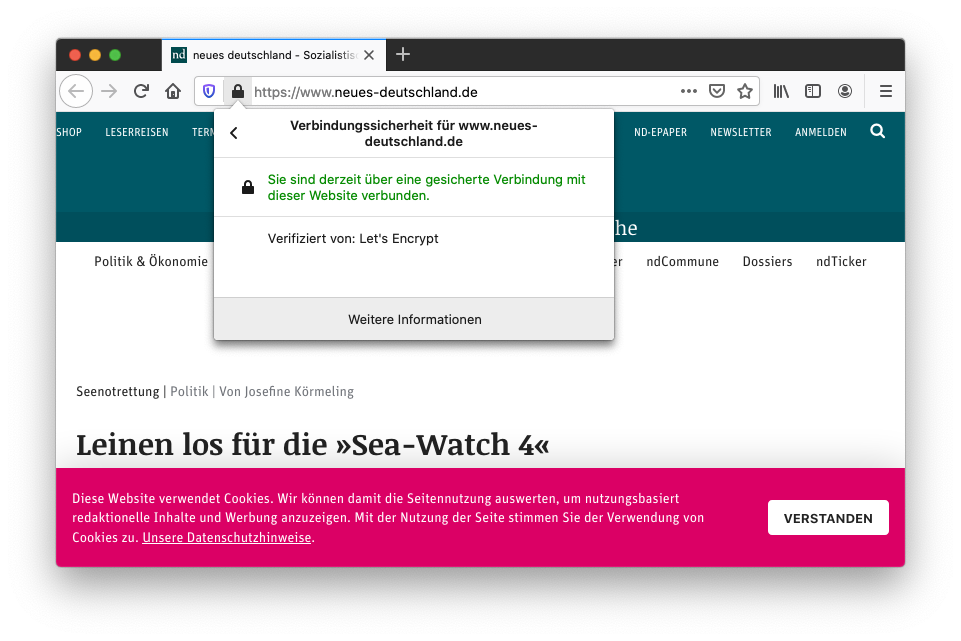 nd neues deutschland - Sozialistis
https://www.neues-deutschland.de
SHOP LESERREISEN ND-EPAPER NEWSLETTER ANMELDEN
Verbindungssicherheit für www.neues-
deutschland.de
Sie sind derzeit über eine gesicherte Verbindung mit
dieser Website verbunden.
Verifiziert von: Let's Encrypt
Weitere Informationen
he
Politik & Ökonomie er ndCommune Dossiers ndTicker
Seenotrettung | Politik | Von Josefine Körmeling
Leinen los für die »Sea-Watch 4«
Diese Website verwendet Cookies. Wir können damit die Seitennutzung auswerten, um nutzungsbasiert
redaktionelle Inhalte und Werbung anzuzeigen. Mit der Nutzung der Seite stimmen Sie der Verwendung von
Cookies zu. Unsere Datenschutzhinweise.
VERSTANDEN